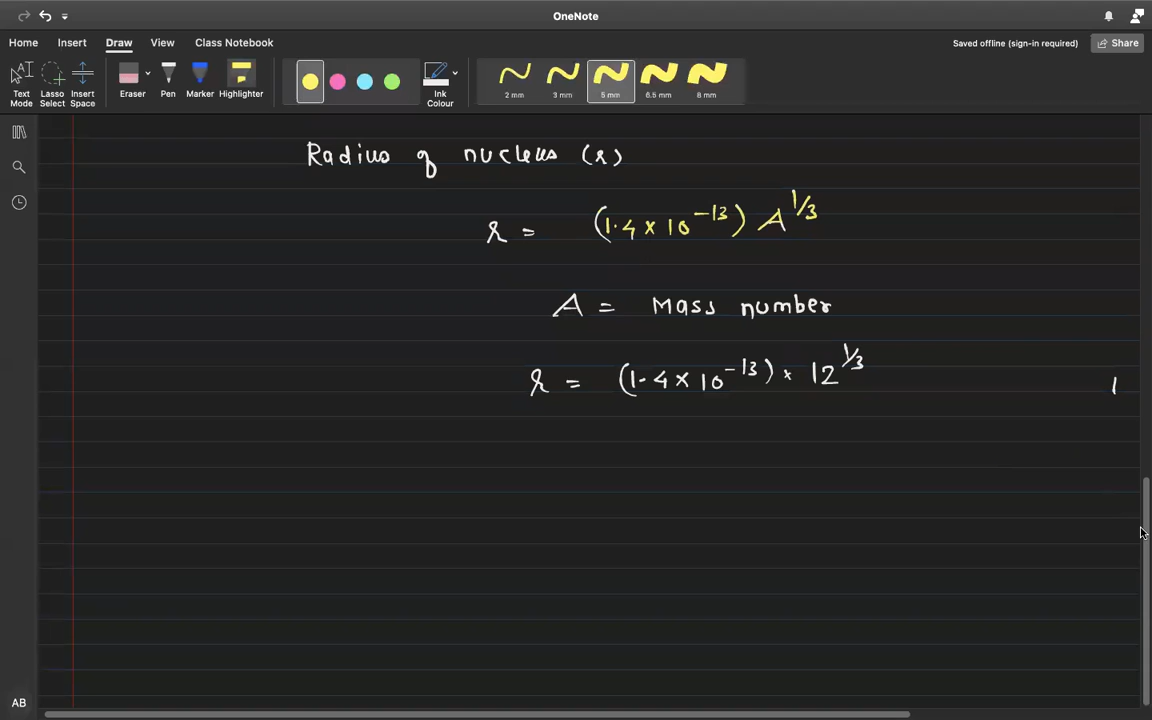 OneNote
Home Insert Draw View Class Notebook
Saved offline (sign-in required) Share
Text Mode
Lasso Select
Insert Space
Eraser
Pen
Marker
Highlighter
Ink Colour
2 mm
3 mm
5 mm
6.5 mm
8 mm
Radius of nucleus (r)
r = (1.4 × 10⁻¹³) A^1/3
A = Mass number
r = (1.4 × 10⁻¹³) × 12^1/3
AB